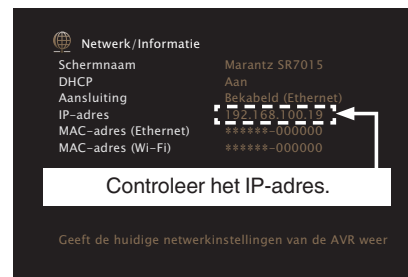 Netwerk/Informatie
Schermnaam Marantz SR7015
DHCP Aan
Aansluiting Bekabeld (Ethernet)
IP-adres 192.168.100.19
MAC-adres (Ethernet) ******-000000
MAC-adres (Wi-Fi) ******-000000
Controleer het IP-adres.
Geeft de huidige netwerkinstellingen van de AVR weer